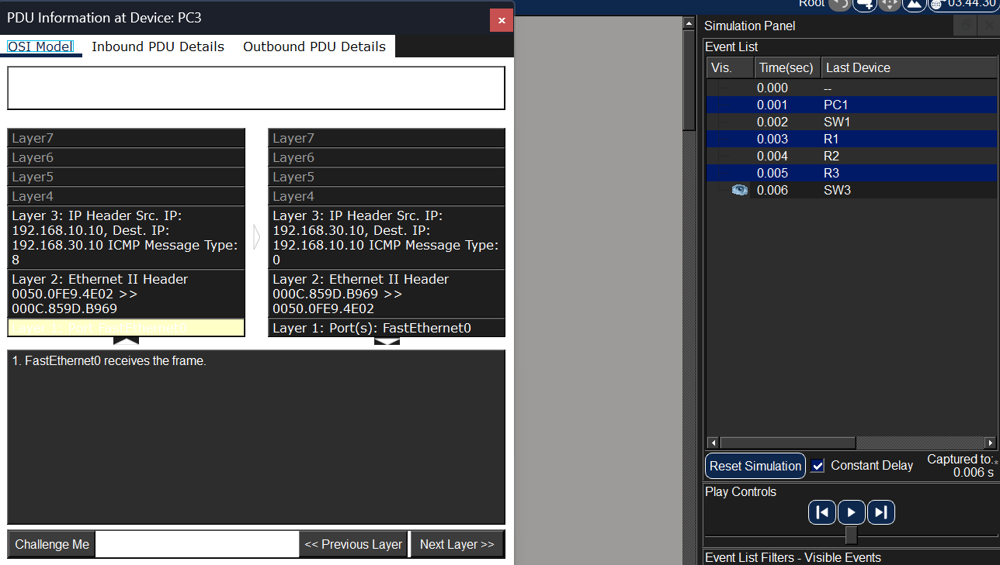 PDU Information at Device: PC3
OSI Model Inbound PDU Details Outbound PDU Details
Layer7
Layer6
Layer5
Layer4
Layer 3: IP Header Src. IP:
192.168.10.10, Dest. IP:
192.168.30.10 ICMP Message Type:
8
Layer 2: Ethernet II Header
0050.0FE9.4E02 >>
000C.859D.B969
Layer 1: Port FastEthernet0
Layer7
Layer6
Layer5
Layer4
Layer 3: IP Header Src. IP:
192.168.30.10, Dest. IP:
192.168.10.10 ICMP Message Type:
0
Layer 2: Ethernet II Header
000C.859D.B969 >>
0050.0FE9.4E02
Layer 1: Port(s): FastEthernet0
1. FastEthernet0 receives the frame.
Challenge Me << Previous Layer Next Layer >>
Root 03:44:30
Simulation Panel
Event List
Vis. Time(sec) Last Device
0.000 --
0.001 PC1
0.002 SW1
0.003 R1
0.004 R2
0.005 R3
0.006 SW3
Reset Simulation Constant Delay Captured to:*
0.006 s
Play Controls
Event List Filters - Visible Events